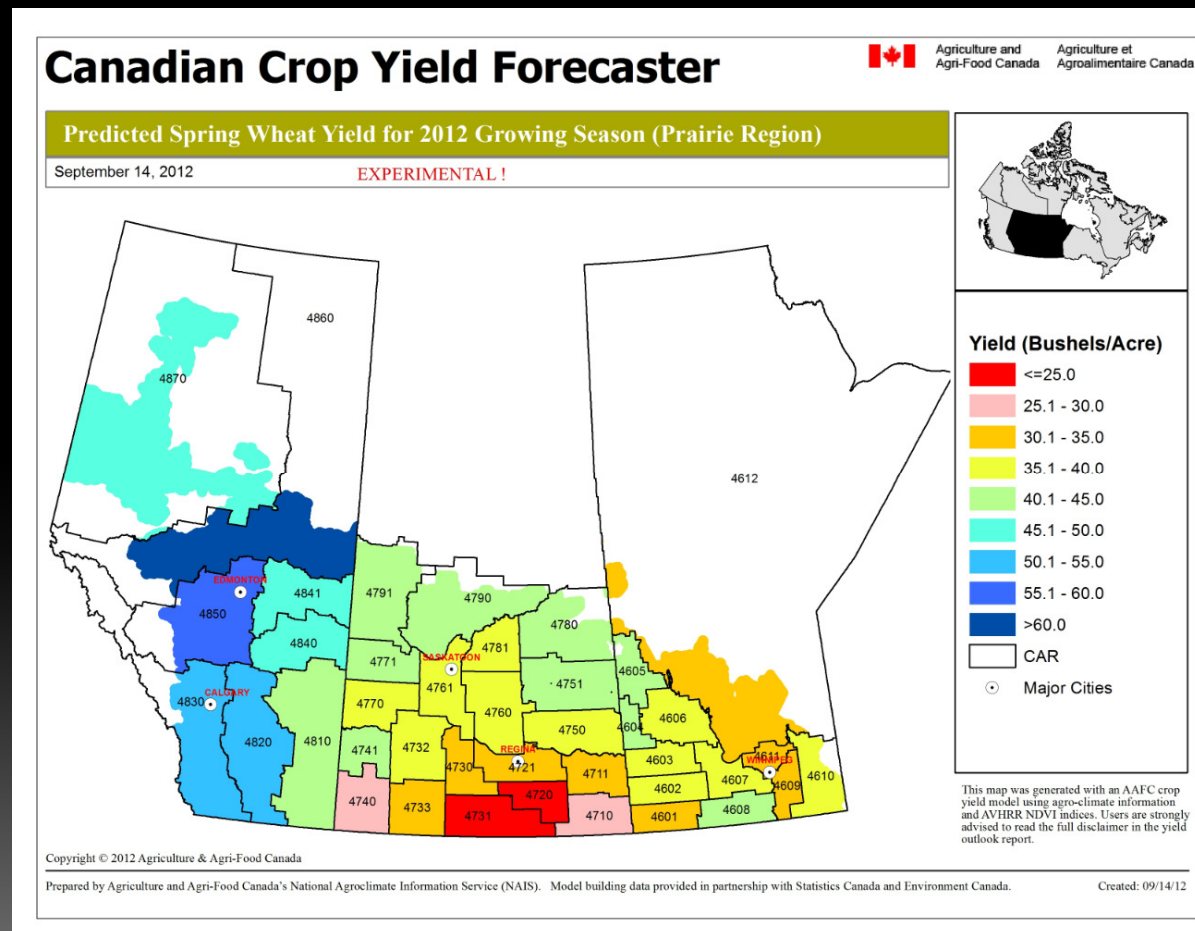 Canadian Crop Yield Forecaster
Agriculture and
Agri-Food Canada
Agriculture et
Agroalimentaire Canada
Predicted Spring Wheat Yield for 2012 Growing Season (Prairie Region)
September 14, 2012
EXPERIMENTAL !
4860
4870
4612
EDMONTON
4850
4841
4840
4791
4790
4780
4781
4771
SASKATOON
4761
4751
4605
4604
4606
CALGARY
4830
4820
4810
4770
4760
4750
4741
4732
4730
REGINA
4721
4711
4603
4602
4607
4611
WINNIPEG
4609
4610
4740
4733
4731
4720
4710
4601
4608
Yield (Bushels/Acre)
<=25.0
25.1 - 30.0
30.1 - 35.0
35.1 - 40.0
40.1 - 45.0
45.1 - 50.0
50.1 - 55.0
55.1 - 60.0
>60.0
CAR
Major Cities
This map was generated with an AAFC crop
yield model using agro-climate information
and AVHRR NDVI indices. Users are strongly
advised to read the full disclaimer in the yield
outlook report.
Copyright © 2012 Agriculture & Agri-Food Canada
Prepared by Agriculture and Agri-Food Canada's National Agroclimate Information Service (NAIS). Model building data provided in partnership with Statistics Canada and Environment Canada.
Created: 09/14/12